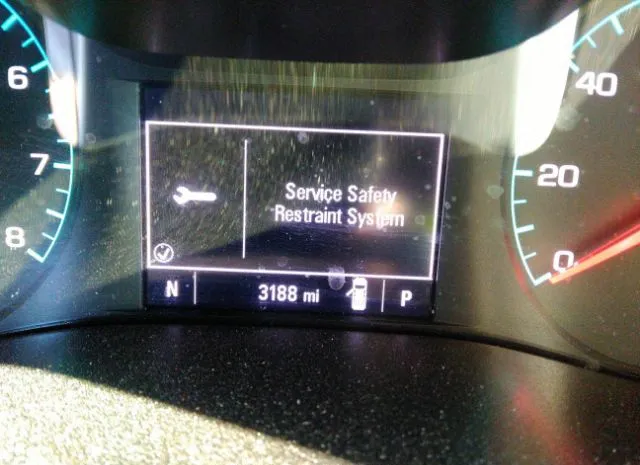 6
7
8
Service Safety
Restraint System
N
3188 mi
P
40
20
0